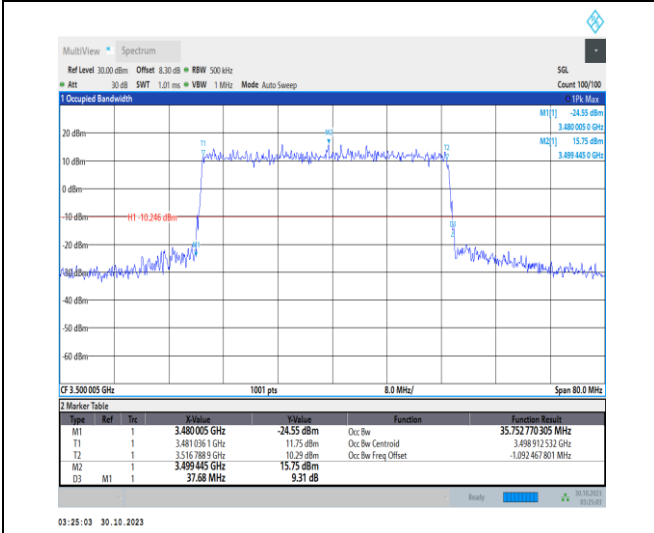 MultiView Spectrum
Ref Level 30.00 dBm Offset 8.30 dB RBW 500 kHz SGL
Att 30 dB SWT 1.01 ms VBW 1 MHz Mode Auto Sweep Count 100/100
1 Occupied Bandwidth 1Pk Max
M1[1] -24.55 dBm
3.480 005 0 GHz
M2[1] 15.75 dBm
3.499 445 0 GHz
20 dBm
T1
M2
T2
10 dBm
0 dBm
-10 dBm
H1 -10.246 dBm
D3
-20 dBm
M1
-30 dBm
-40 dBm
-50 dBm
-60 dBm
CF 3.500 005 GHz 1001 pts 8.0 MHz/ Span 80.0 MHz
2 Marker Table
Type Ref Trc X-Value Y-Value Function Function Result
M1 1 3.480005 GHz -24.55 dBm Occ Bw 35.752 770 305 MHz
T1 1 3.481 036 1 GHz 11.75 dBm Occ Bw Centroid 3.498 912 532 GHz
T2 1 3.516 788 9 GHz 10.29 dBm Occ Bw Freq Offset -1.092 467 801 MHz
M2 1 3.499445 GHz 15.75 dBm
D3 M1 1 37.68 MHz 9.31 dB
Ready 30.10.2023
03:25:03
03:25:03 30.10.2023